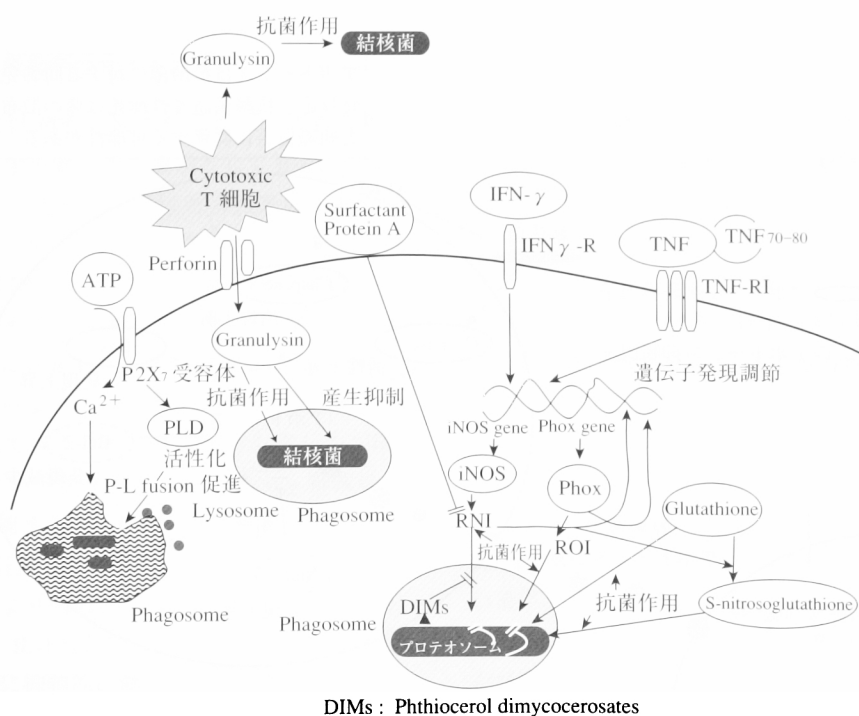 抗菌作用
Granulysin
結核菌
Cytotoxic
T 細胞
Surfactant
Protein A
IFN-γ
TNF
TNF70-80
Perforin
IFNγ-R
ATP
TNF-RI
Granulysin
P2X7 受容体
遺伝子発現調節
Ca2+
抗菌作用
産生抑制
iNOS gene
Phox gene
PLD
活性化
結核菌
iNOS
Phox
P-L fusion 促進
Lysosome
Phagosome
RNI
Glutathione
抗菌作用
ROI
DIMs
抗菌作用
S-nitrosoglutathione
Phagosome
Phagosome
プロテオソーム
DIMs : Phthiocerol dimycocerosates